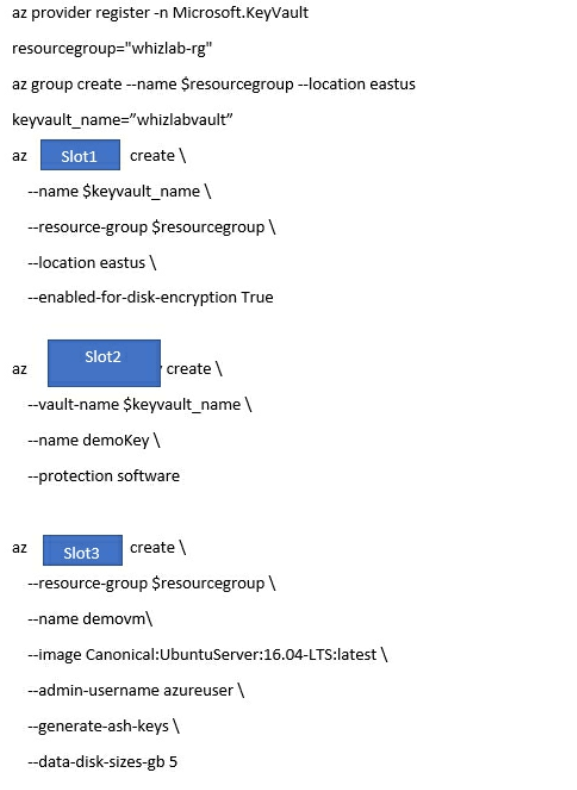 az provider register -n Microsoft.KeyVault
resourcegroup="whizlab-rg"
az group create --name $resourcegroup --location eastus
keyvault_name=”whizlabvault”
az Slot1 create \
--name $keyvault_name \
--resource-group $resourcegroup \
--location eastus \
--enabled-for-disk-encryption True
az Slot2 create \
--vault-name $keyvault_name \
--name demoKey \
--protection software
az Slot3 create \
--resource-group $resourcegroup \
--name demovm\
--image Canonical:UbuntuServer:16.04-LTS:latest \
--admin-username azureuser \
--generate-ash-keys \
--data-disk-sizes-gb 5